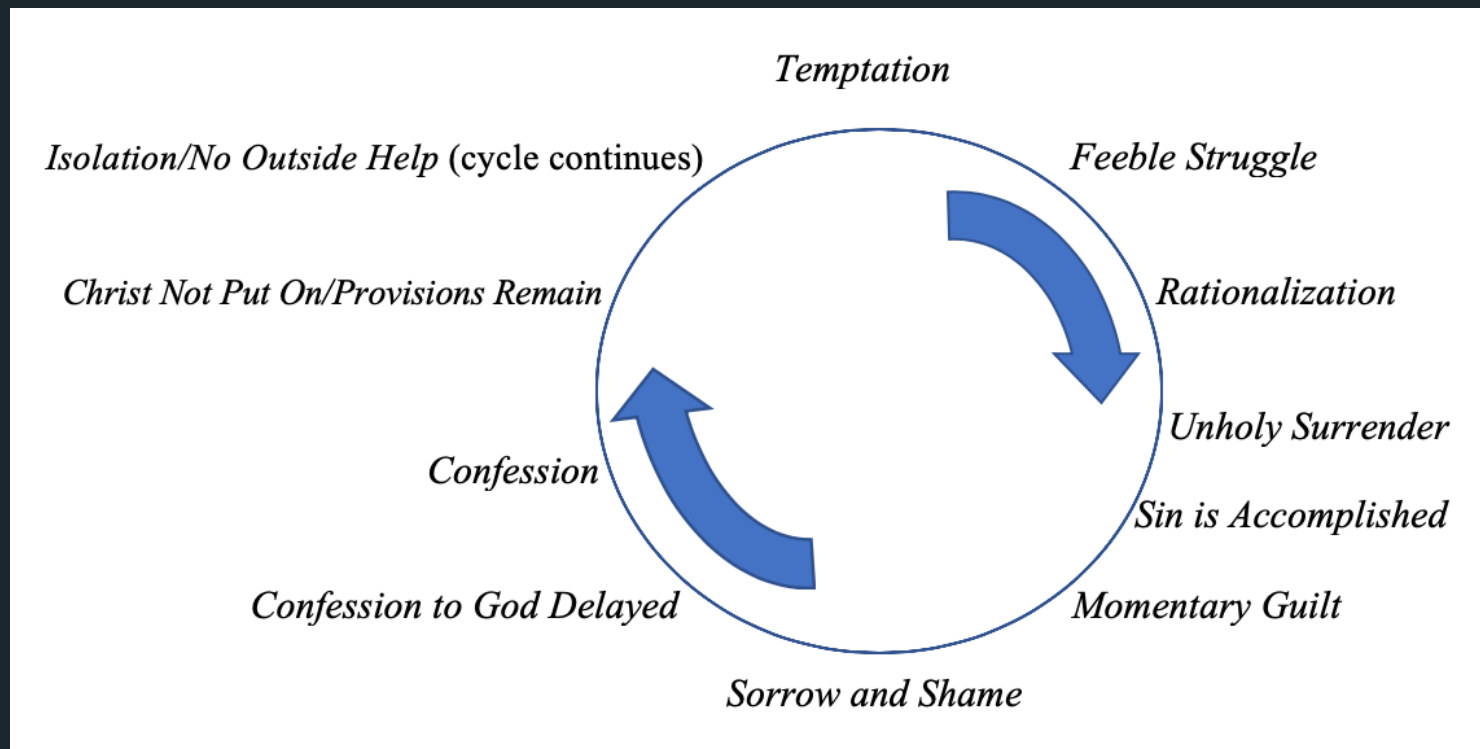 Temptation
Feeble Struggle
Rationalization
Unholy Surrender
Sin is Accomplished
Momentary Guilt
Sorrow and Shame
Confession to God Delayed
Confession
Christ Not Put On/Provisions Remain
Isolation/No Outside Help (cycle continues)